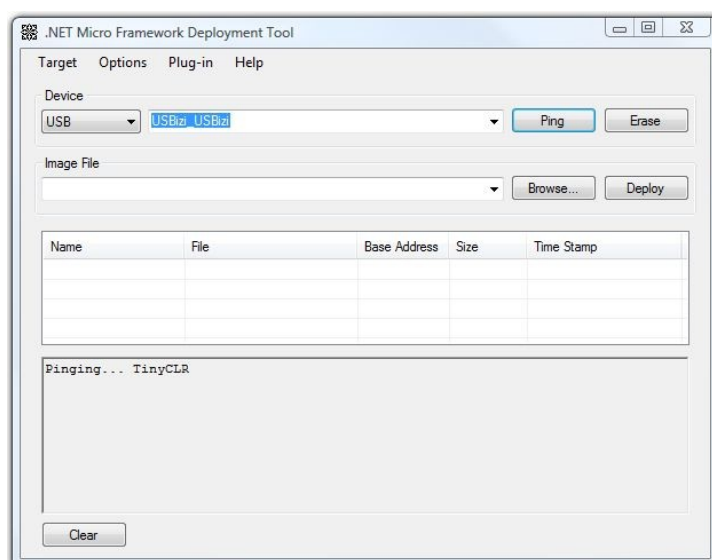 .NET Micro Framework Deployment Tool
Target Options Plug-in Help
Device
USB USBizi_USBizi Ping Erase
Image File
Browse... Deploy
Name File Base Address Size Time Stamp
Pinging... TinyCLR
Clear